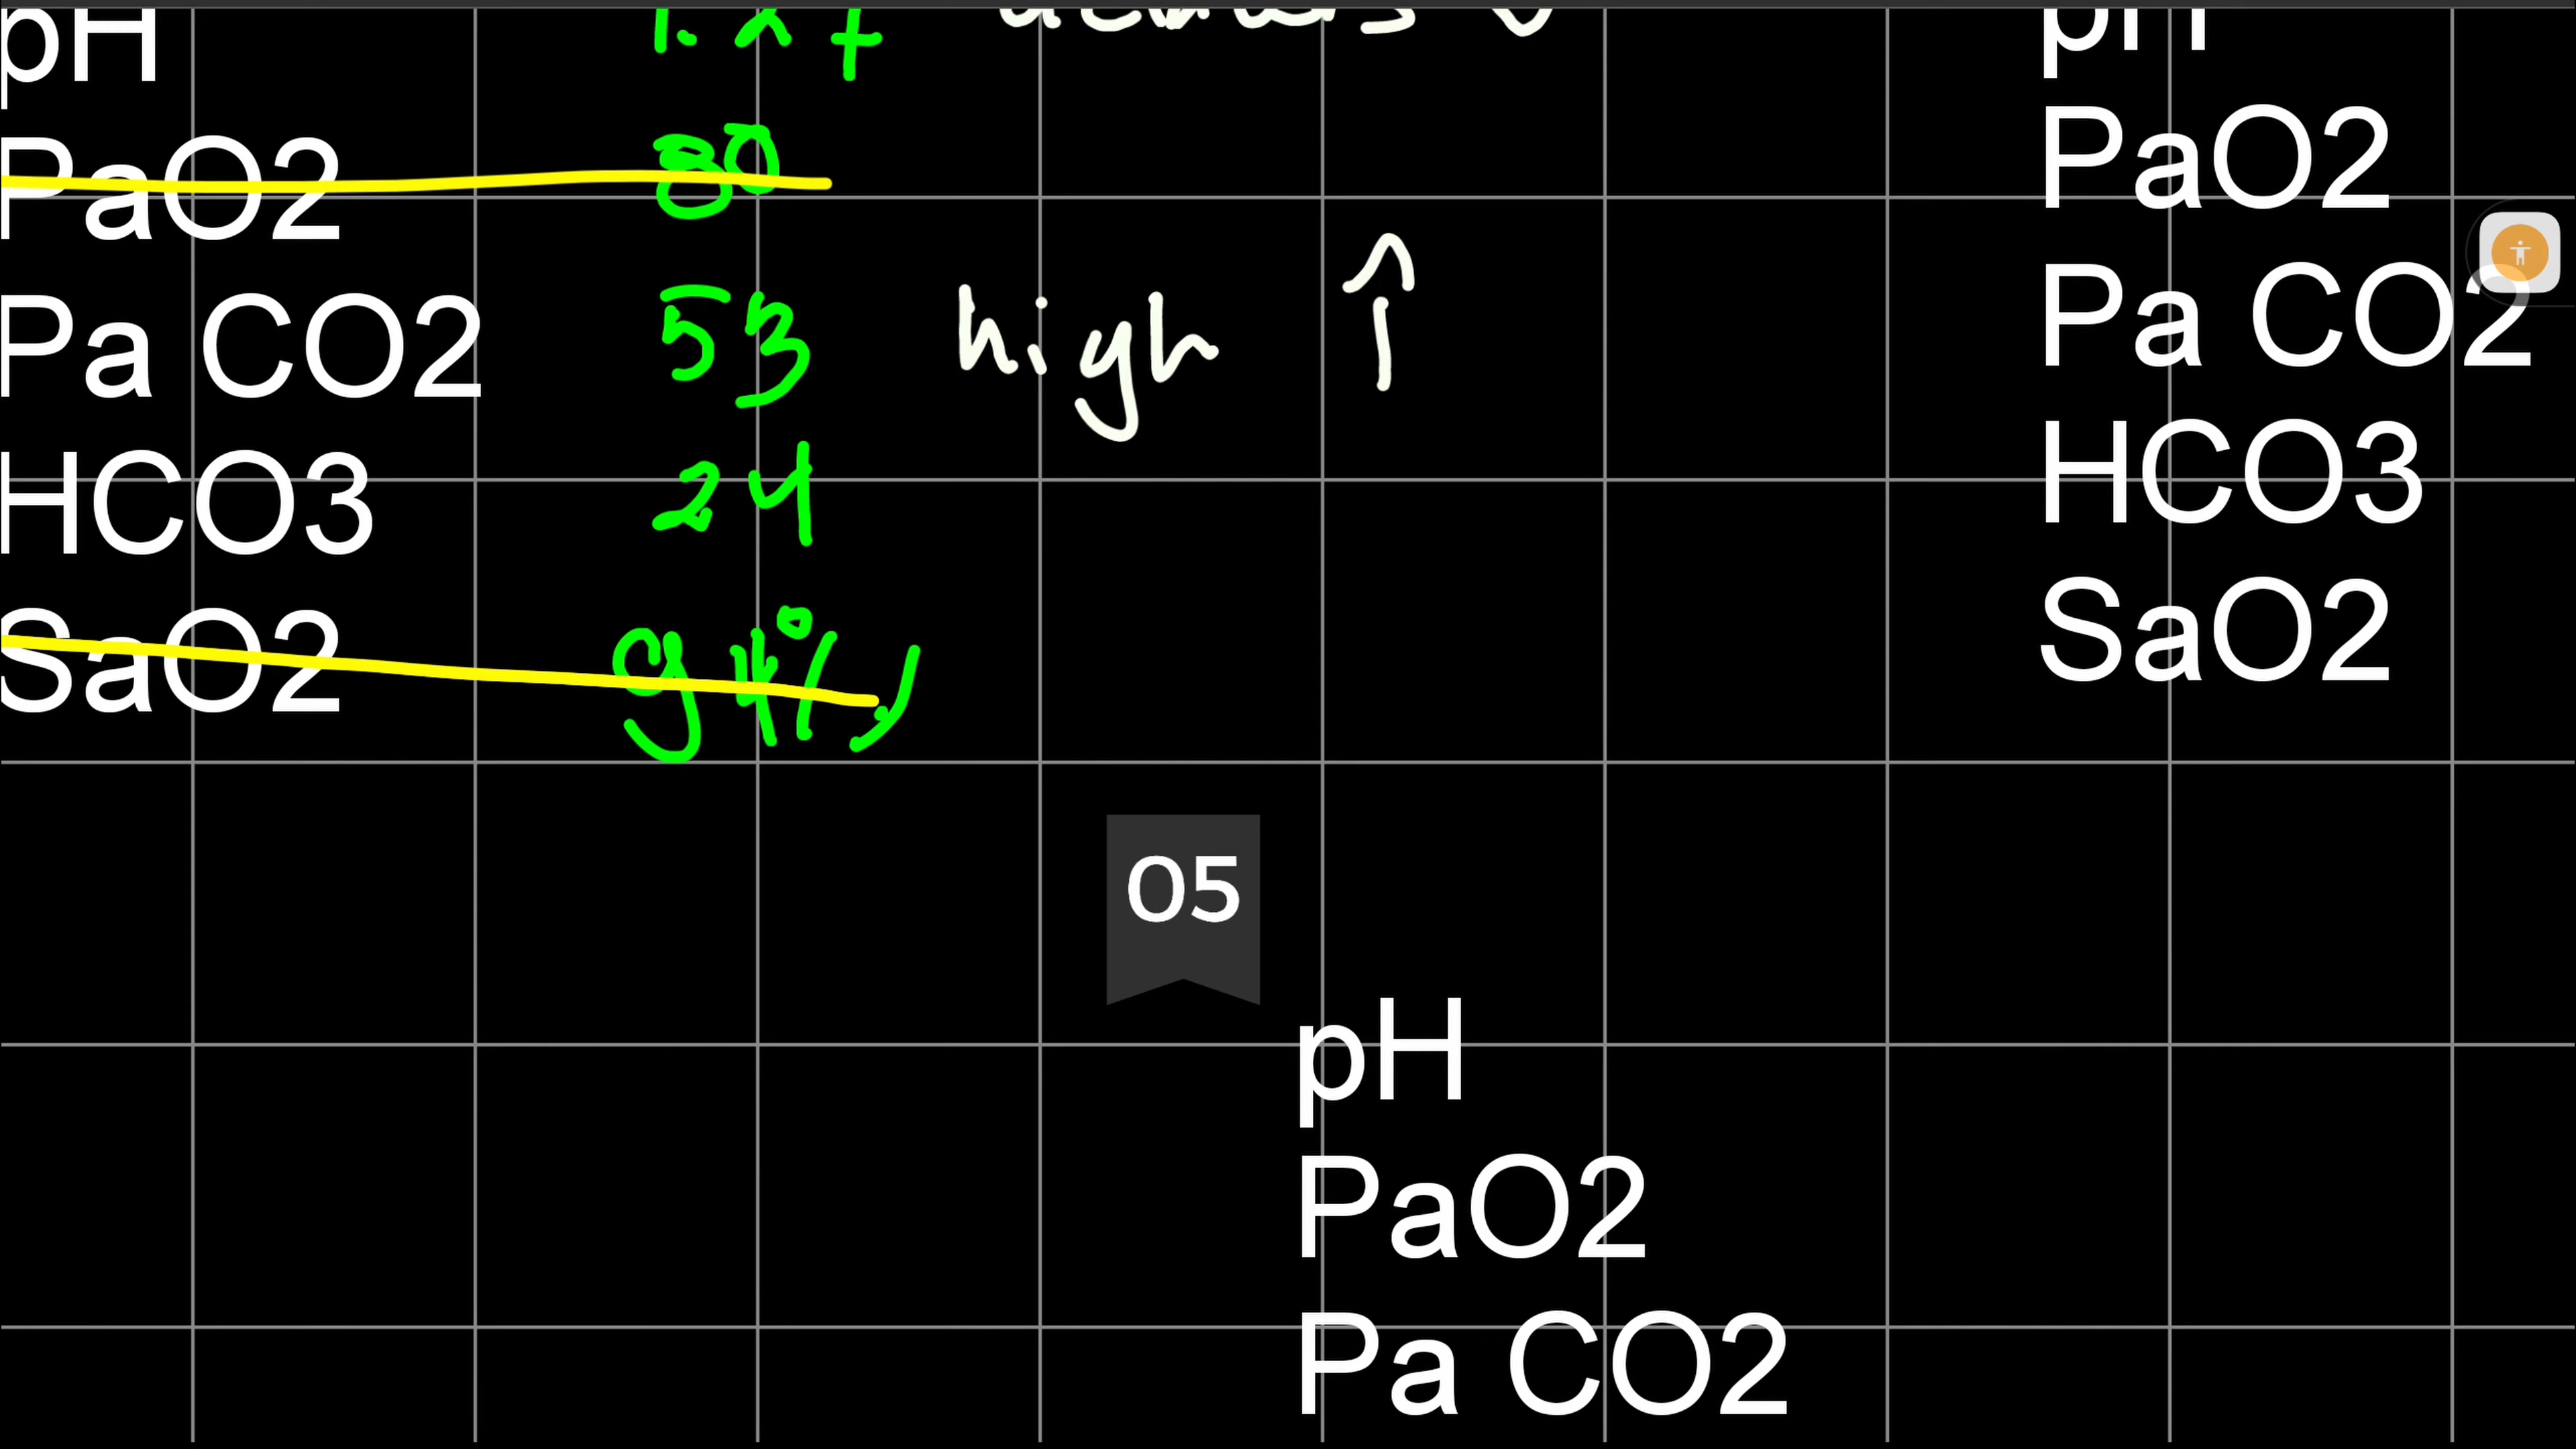 pH
PaO2 80
Pa CO2 53 high ↑
HCO3 24
SaO2
pH
PaO2
Pa CO2
HCO3
SaO2
05
pH
PaO2
Pa CO2